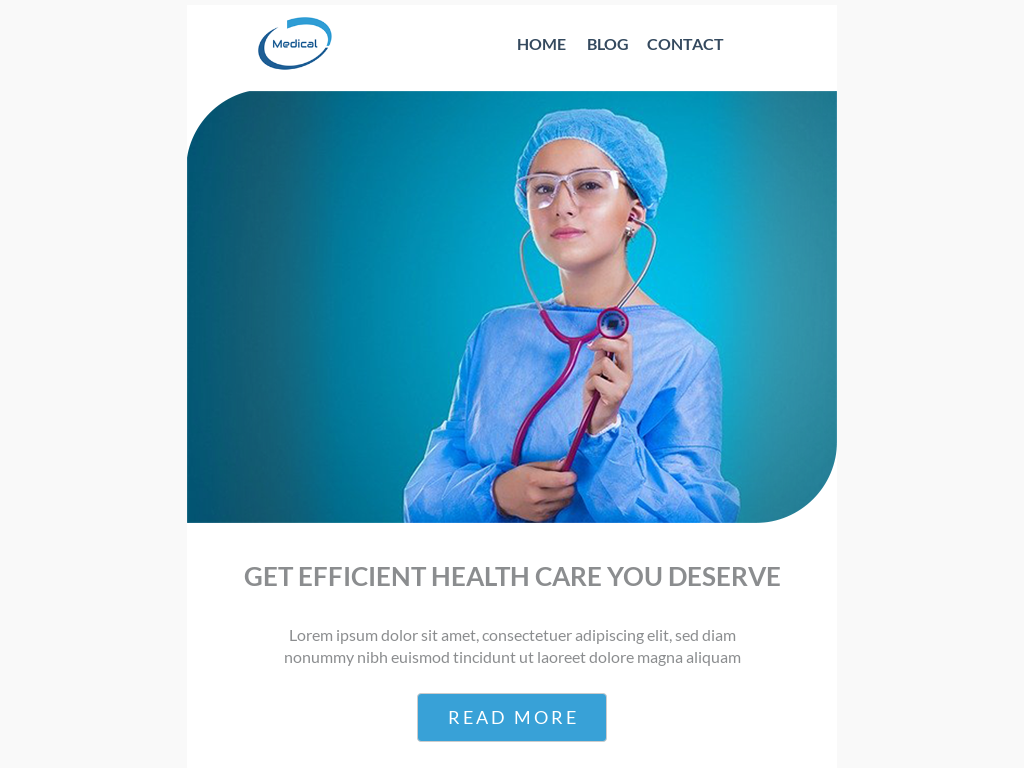 Medical
HOME BLOG CONTACT
GET EFFICIENT HEALTH CARE YOU DESERVE
Lorem ipsum dolor sit amet, consectetuer adipiscing elit, sed diam
nonummy nibh euismod tincidunt ut laoreet dolore magna aliquam
READ MORE